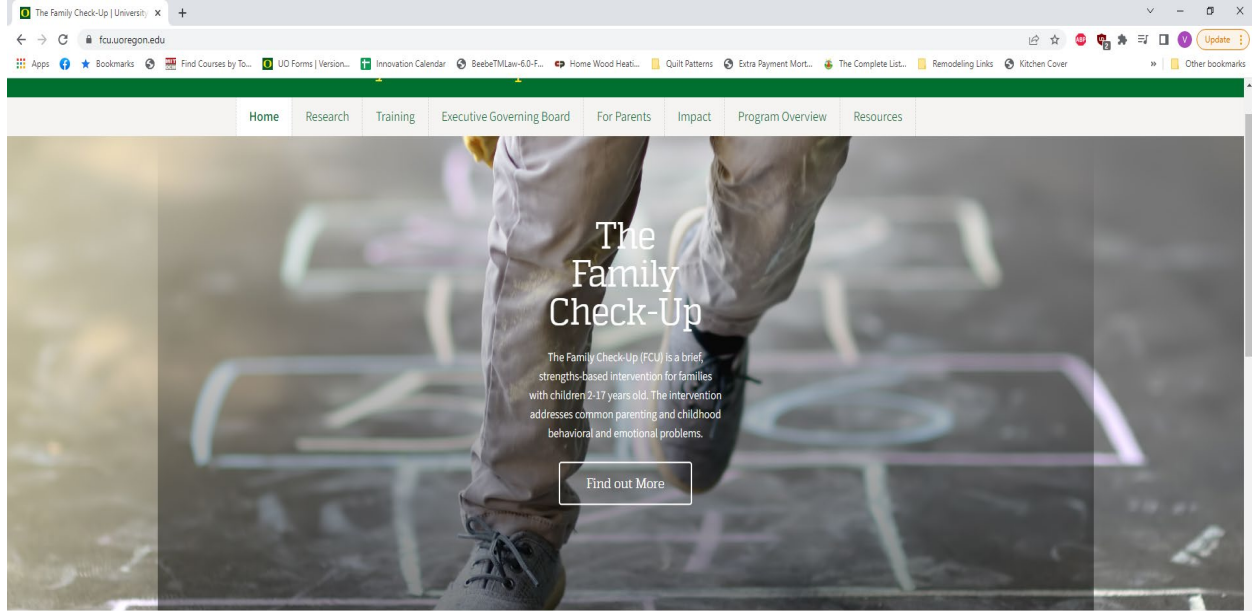 The Family Check-Up | University
fcu.uoregon.edu
ABP
2
V
Update
Apps
Bookmarks
Find Courses by To...
UO Forms | Version...
Innovation Calendar
BeebeTMLaw-6.0-F...
Home Wood Heati...
Quilt Patterns
Extra Payment Mort...
The Complete List...
Remodeling Links
Kitchen Cover
»
Other bookmarks
Home
Research
Training
Executive Governing Board
For Parents
Impact
Program Overview
Resources
The
Family
Check-Up
The Family Check-Up (FCU) is a brief,
strengths-based intervention for families
with children 2-17 years old. The intervention
addresses common parenting and childhood
behavioral and emotional problems.
Find out More